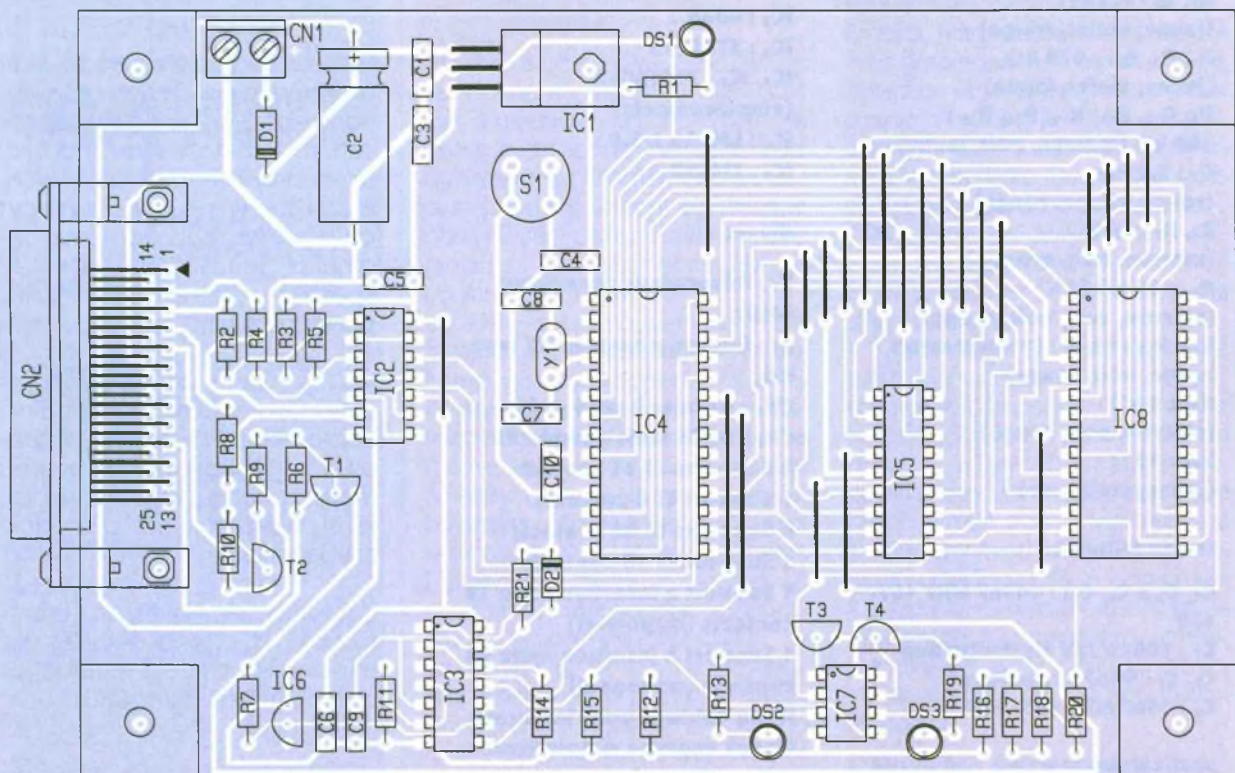 CN1
DS1
+
C1
R1
D1
C2
C3
IC1
S1
14
1
C4
C5
C8
R2
R4
R3
R5
IC2
X1
CN2
C7
IC4
IC8
R8
R9
R6
T1
C10
IC5
25
13
R10
T2
R21
D2
T3
T4
R7
IC6
C6
C9
R11
IC3
R14
R15
R12
R13
DS2
IC7
DS3
R19
R16
R17
R18
R20